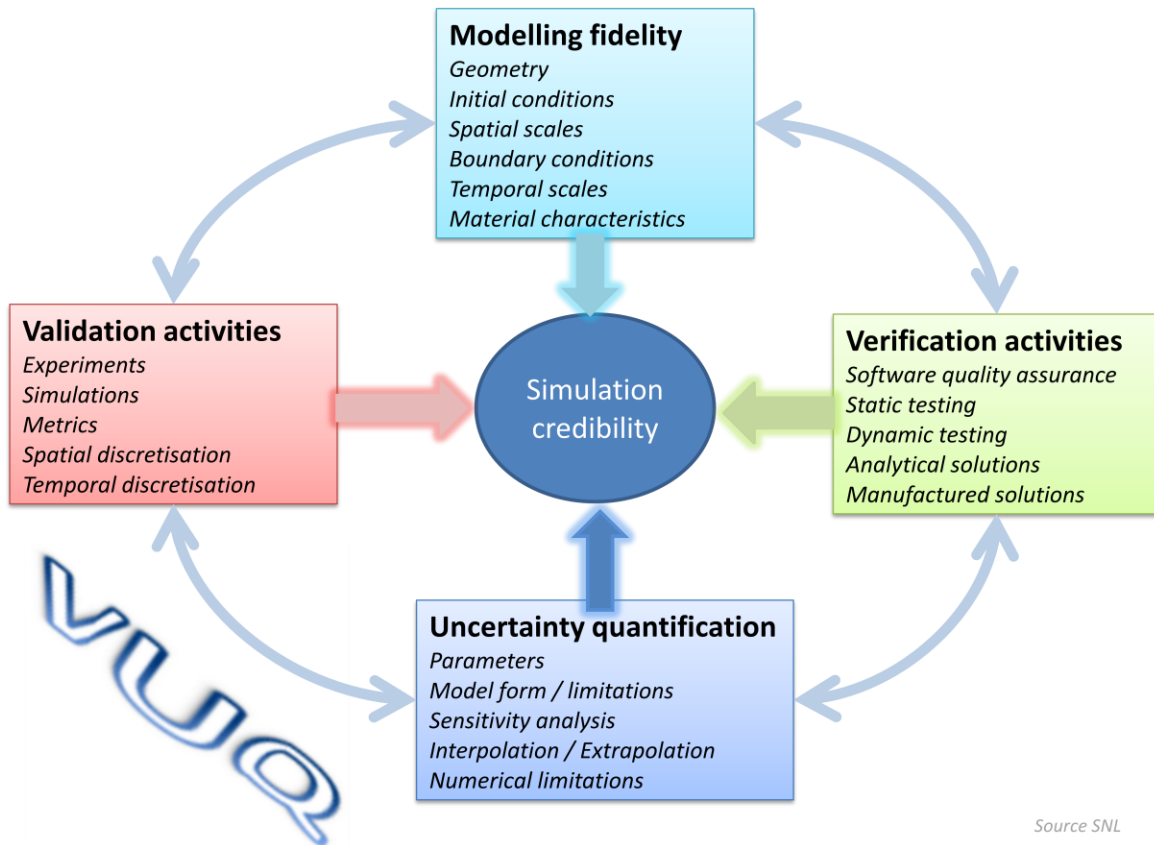 Modelling fidelity
Geometry
Initial conditions
Spatial scales
Boundary conditions
Temporal scales
Material characteristics
Validation activities
Experiments
Simulations
Metrics
Spatial discretisation
Temporal discretisation
Simulation
credibility
Verification activities
Software quality assurance
Static testing
Dynamic testing
Analytical solutions
Manufactured solutions
VUQ
Uncertainty quantification
Parameters
Model form / limitations
Sensitivity analysis
Interpolation / Extrapolation
Numerical limitations
Source SNL